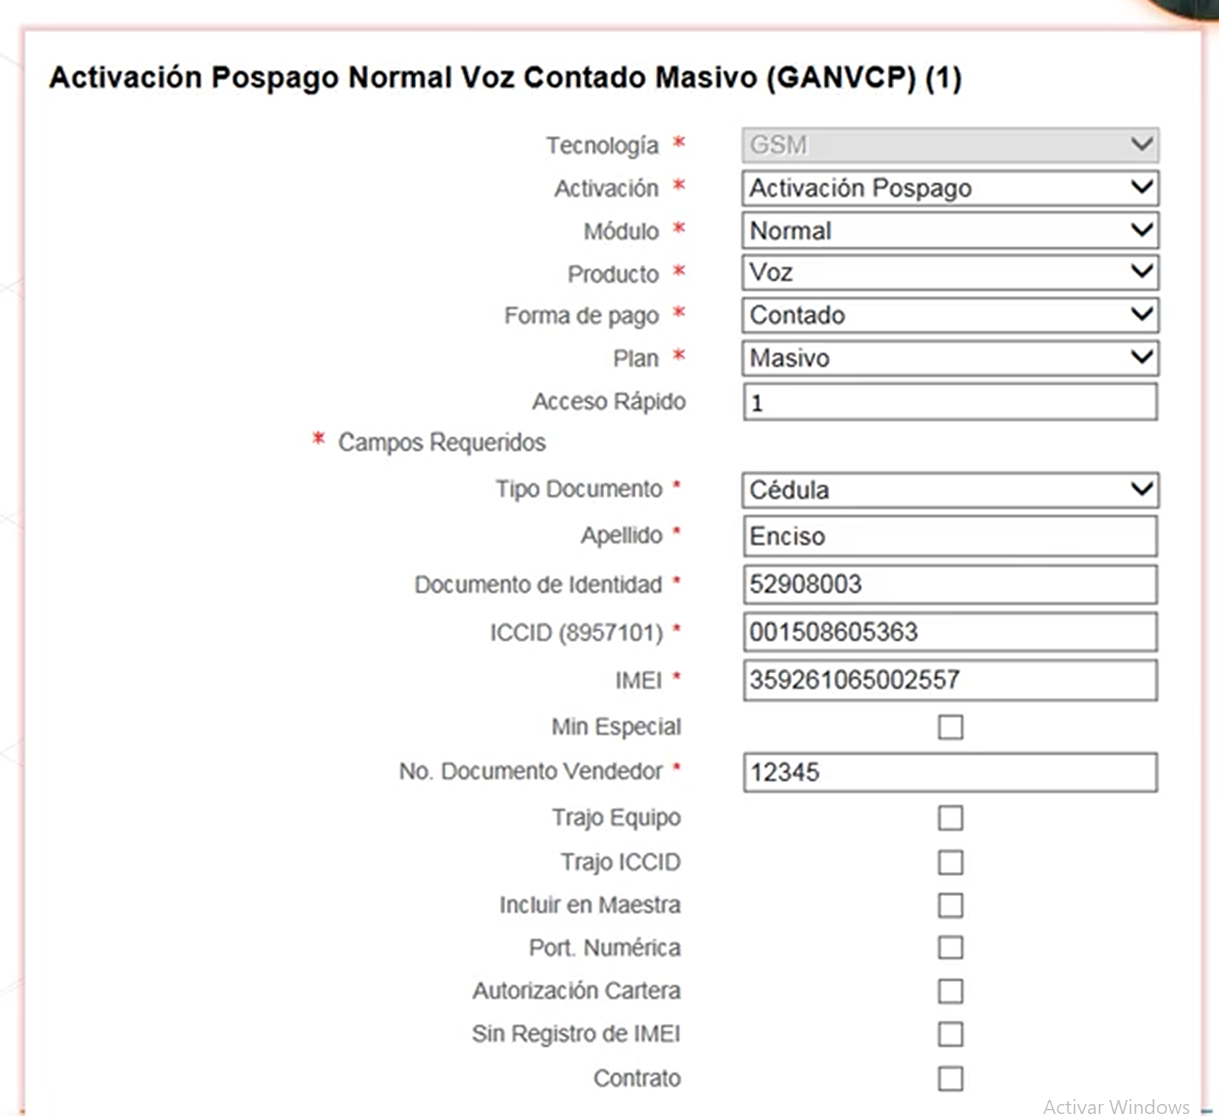 Activación Pospago Normal Voz Contado Masivo (GANVCP) (1)
Tecnología * GSM
Activación * Activación Pospago
Módulo * Normal
Producto * Voz
Forma de pago * Contado
Plan * Masivo
Acceso Rápido 1
* Campos Requeridos
Tipo Documento * Cédula
Apellido * Enciso
Documento de Identidad * 52908003
ICCID (8957101) * 001508605363
IMEI * 359261065002557
Min Especial
No. Documento Vendedor * 12345
Trajo Equipo
Trajo ICCID
Incluir en Maestra
Port. Numérica
Autorización Cartera
Sin Registro de IMEI
Contrato
Activar Windows